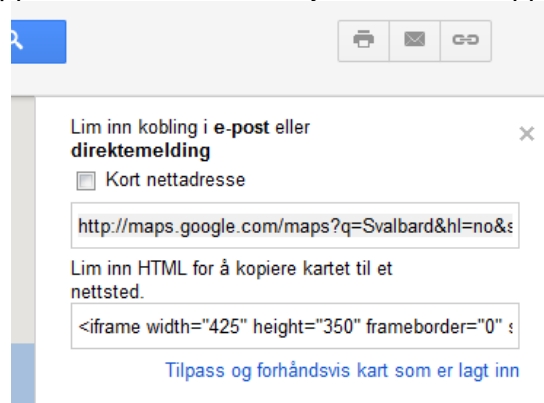 Lim inn kobling i e-post eller
direktemelding
Kort nettadresse
http://maps.google.com/maps?q=Svalbard&hl=no&s
Lim inn HTML for å kopiere kartet til et
nettsted.
<iframe width="425" height="350" frameborder="0" s
Tilpass og forhåndsvis kart som er lagt inn